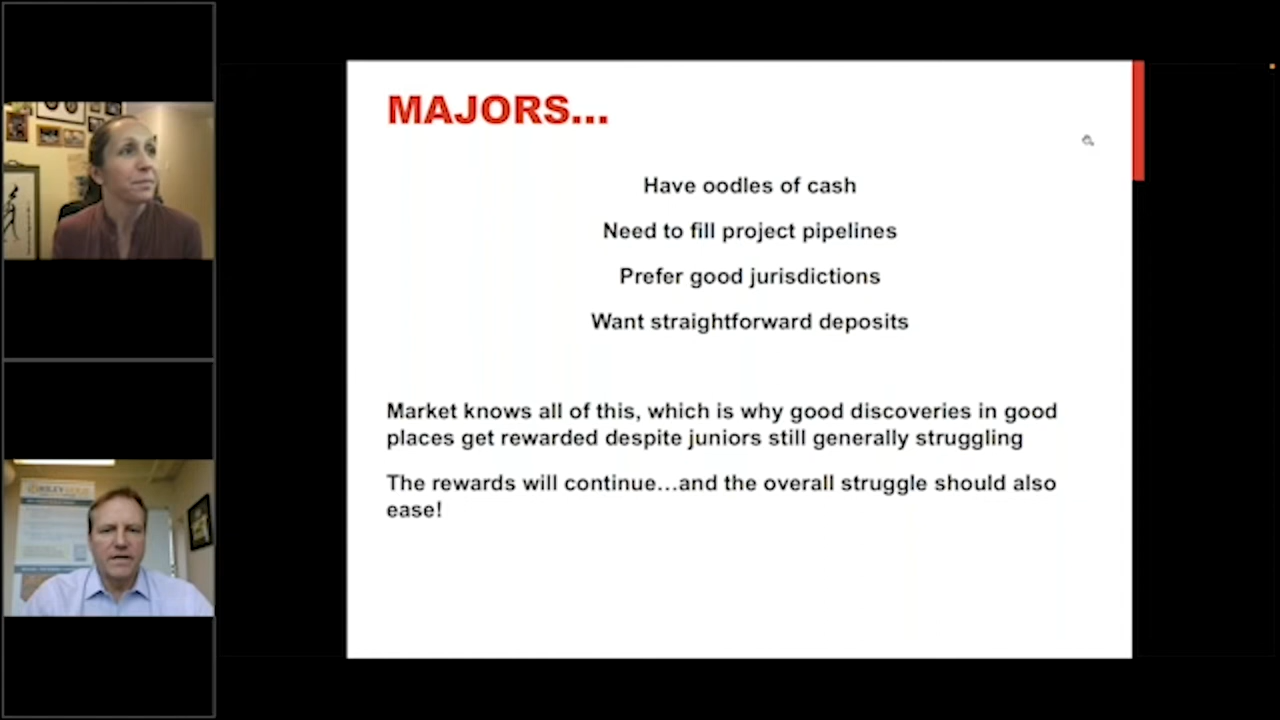 MAJORS...
Have oodles of cash
Need to fill project pipelines
Prefer good jurisdictions
Want straightforward deposits
Market knows all of this, which is why good discoveries in good
places get rewarded despite juniors still generally struggling
The rewards will continue…and the overall struggle should also
ease!